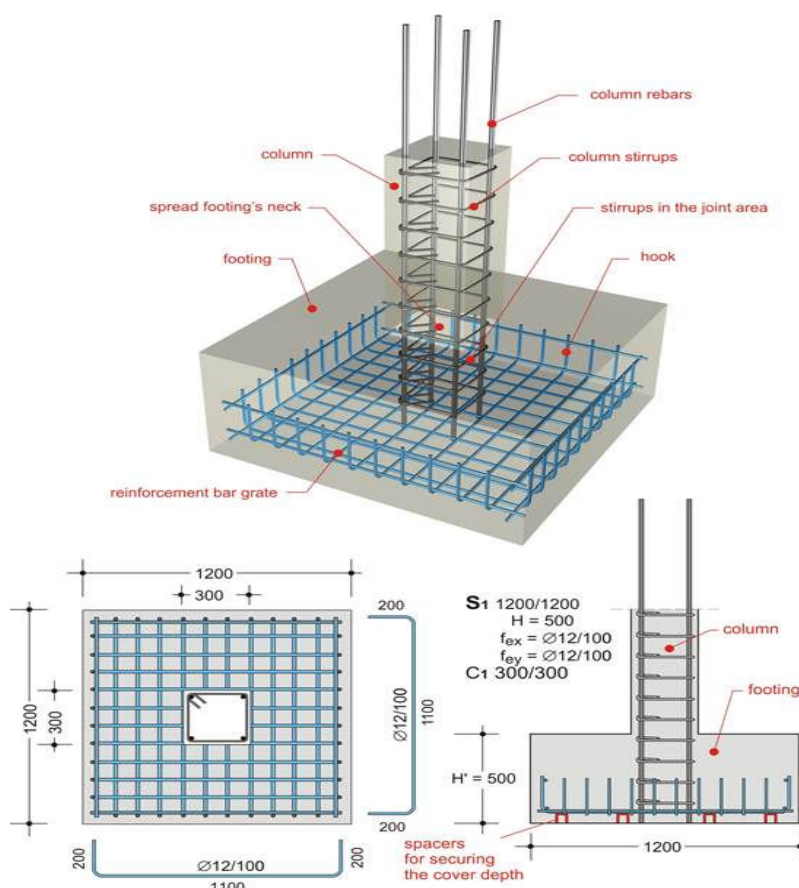 column rebars
column
column stirrups
spread footing's neck
stirrups in the joint area
footing
hook
reinforcement bar grate
1200
300
1200
300
200
Ø12/100
1100
200
200
Ø12/100
200
1100
S1 1200/1200
H = 500
fex = Ø12/100
fey = Ø12/100
C1 300/300
column
footing
H' = 500
spacers
for securing
the cover depth
1200